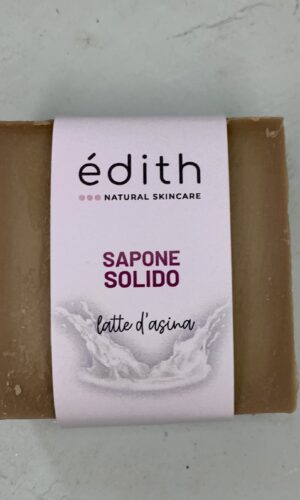 édith
NATURAL SKINCARE
SAPONE
SOLIDO
latte d'asina